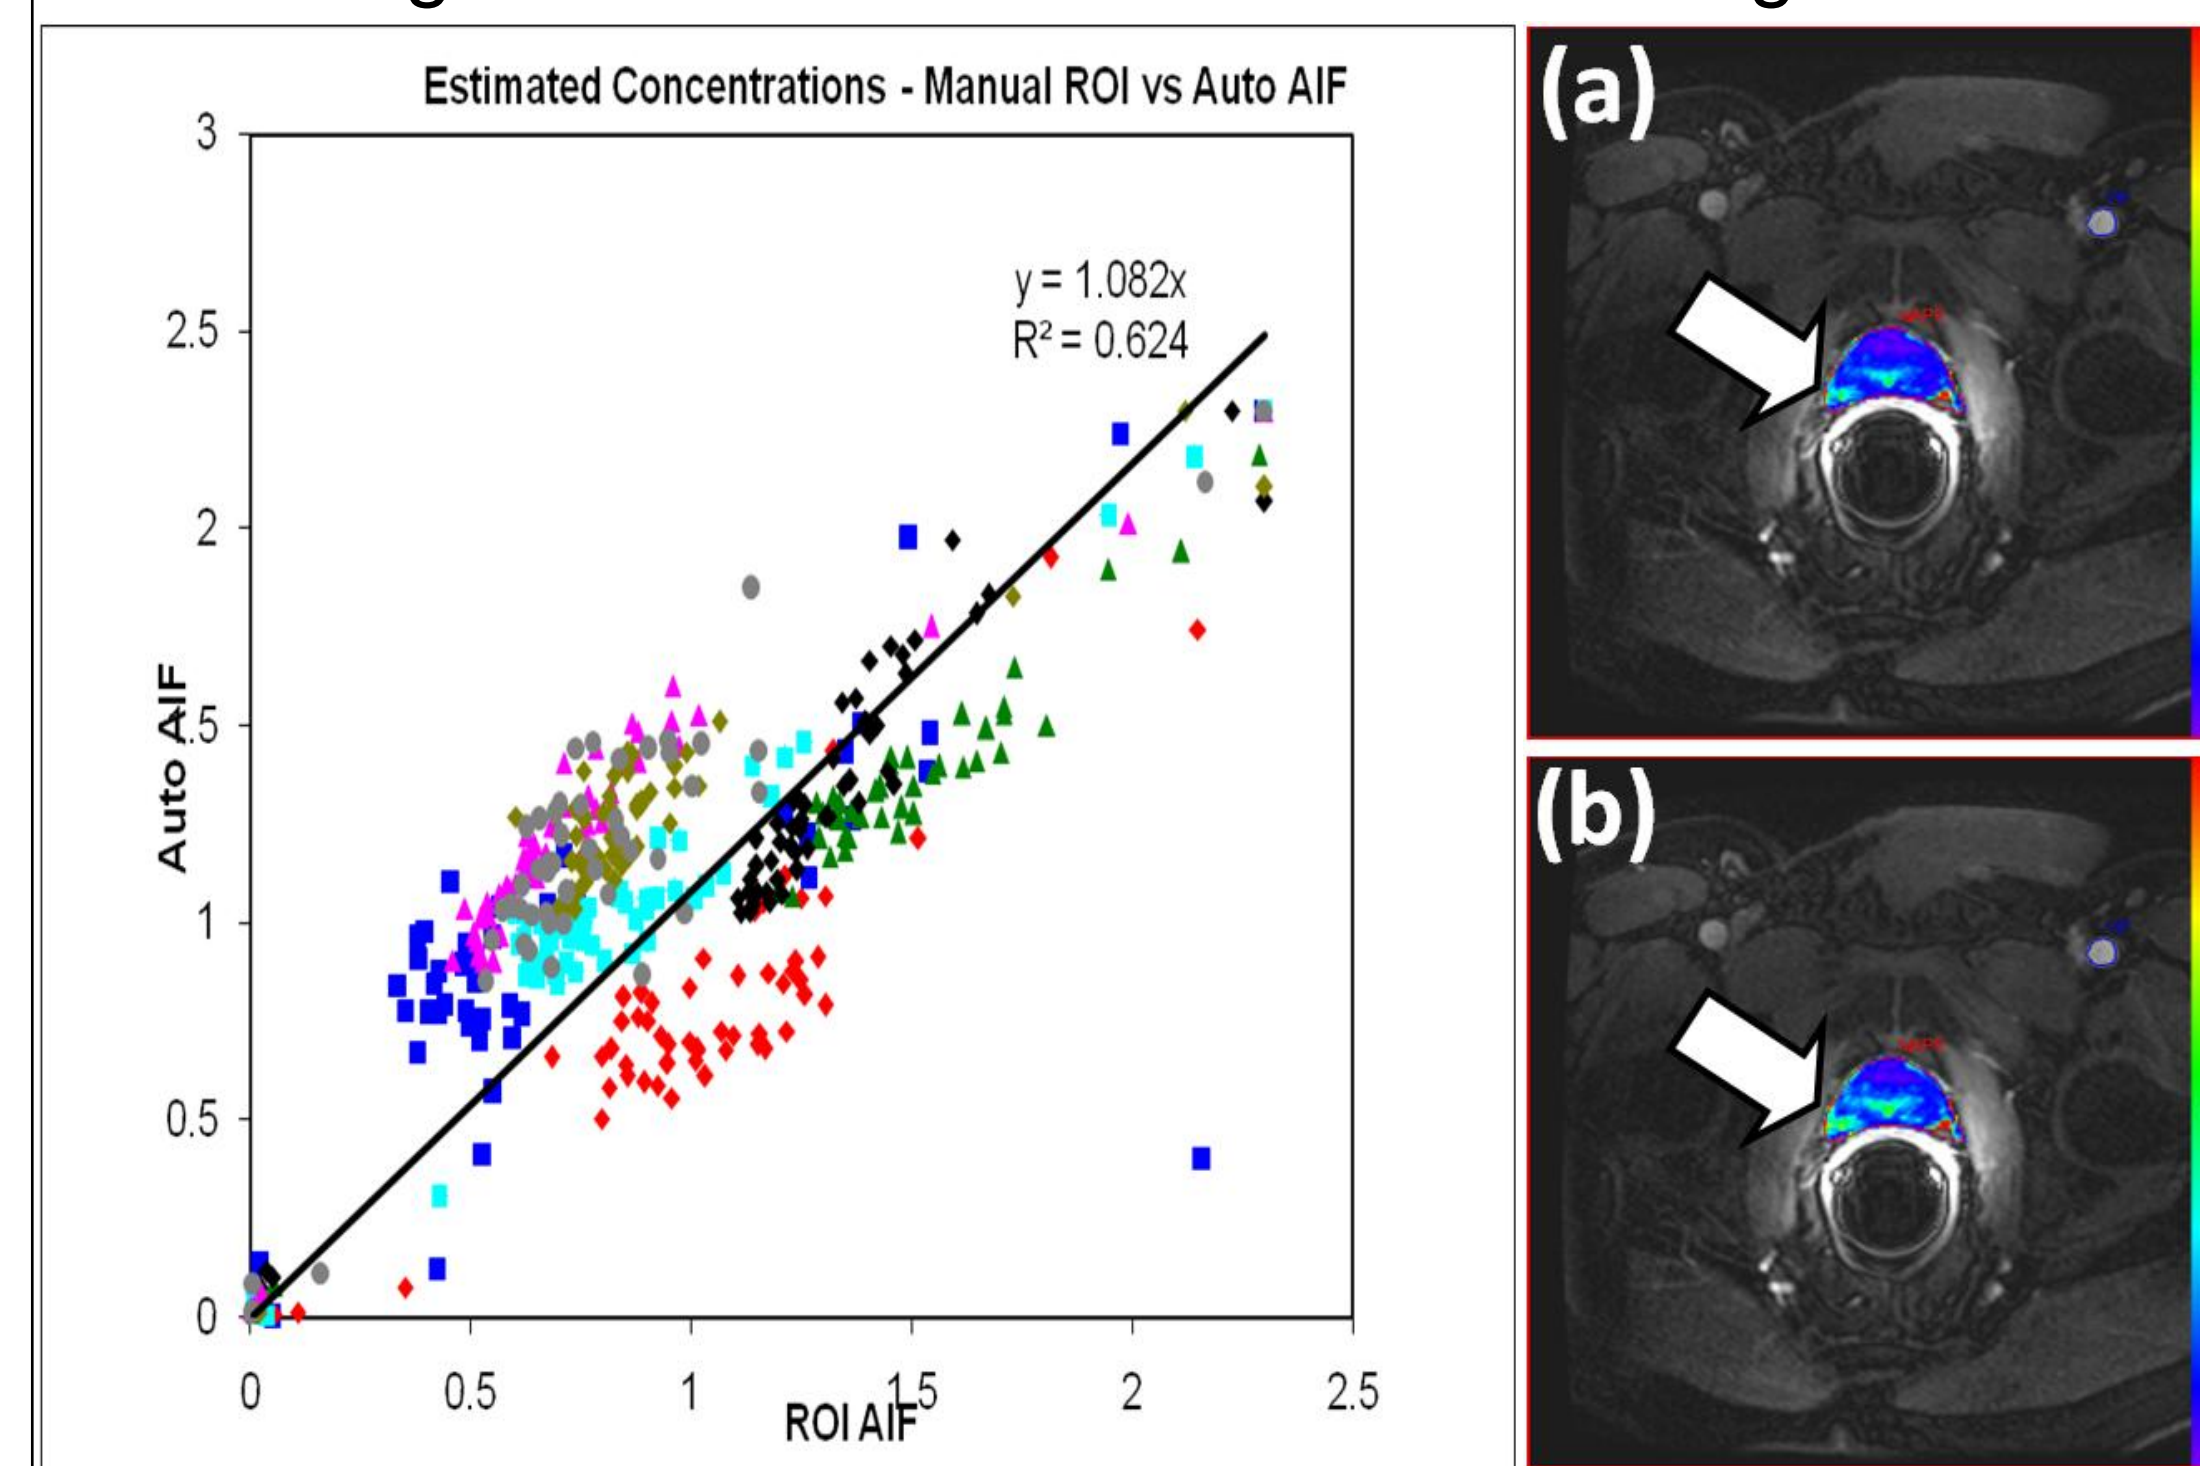 Estimated Concentrations - Manual ROI vs Auto AIF
3
y = 1.082x
R² = 0.624
2.5
2
1.5
Auto AIF
1
0.5
0
0 0.5 1 1.5 2 2.5
ROI AIF
(a)
(b)